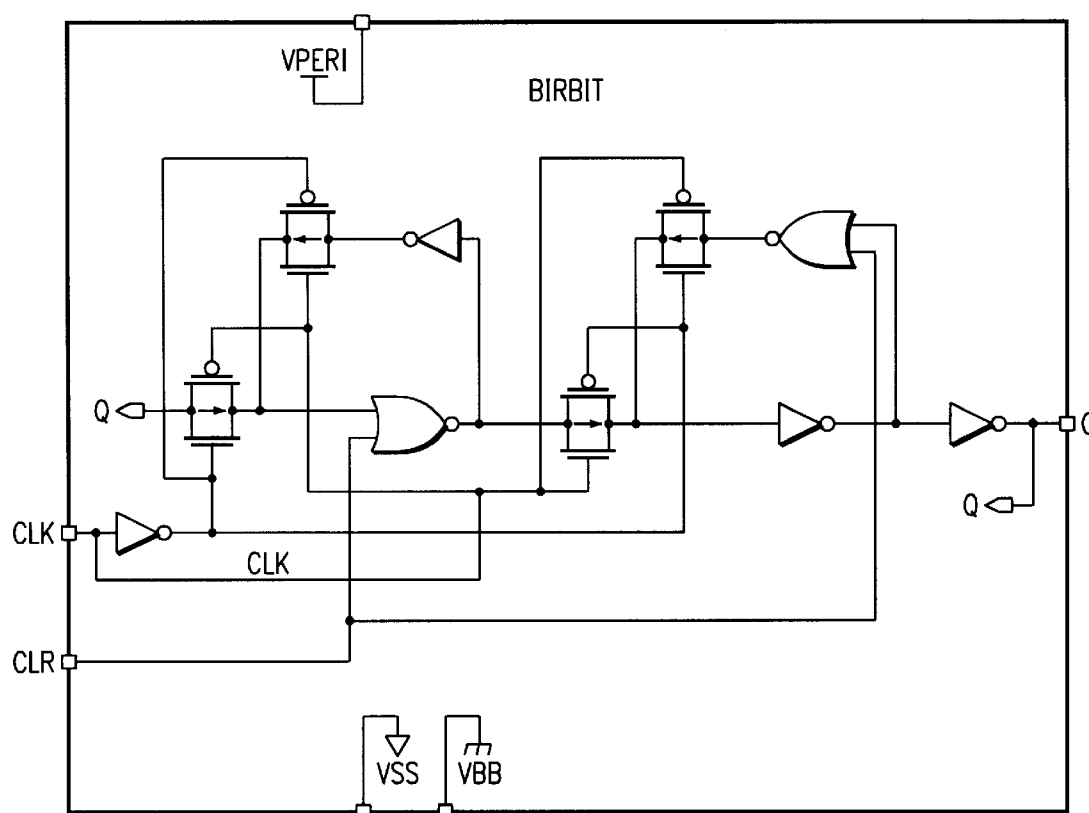 VPERI
BIRBIT
Q
Q
CLK
CLK
CLR
VSS
VBB